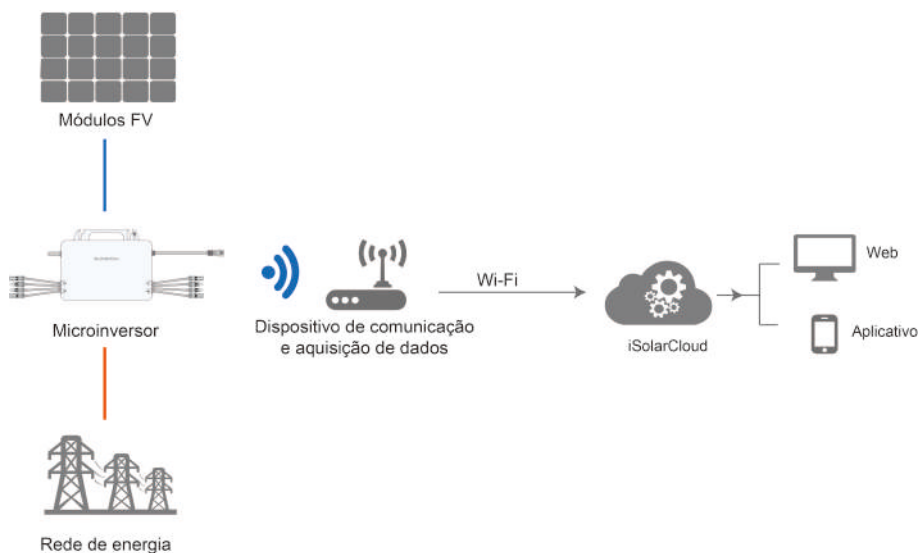 Módulos FV
Microinversor
Rede de energia
Dispositivo de comunicação
e aquisição de dados
Wi-Fi
iSolarCloud
Web
Aplicativo